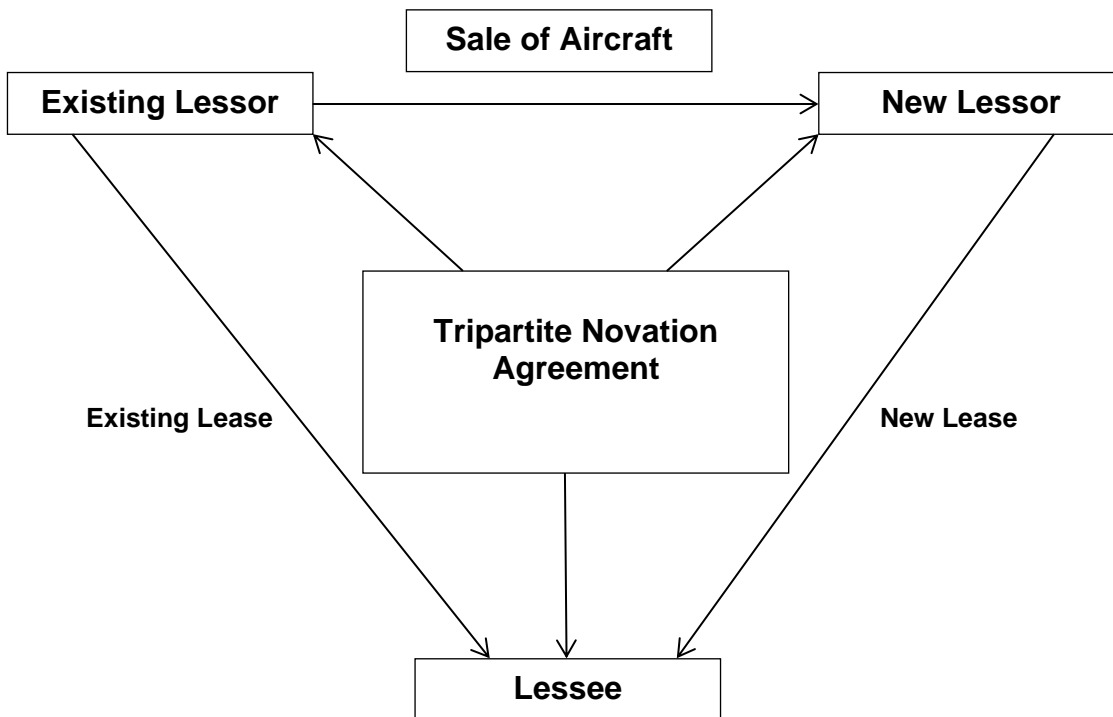 Sale of Aircraft
Existing Lessor
New Lessor
Tripartite Novation
Agreement
Existing Lease
New Lease
Lessee